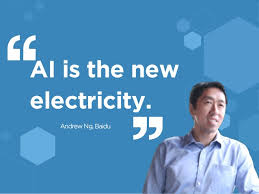 “
AI is the new
electricity.
Andrew Ng, Baidu
”